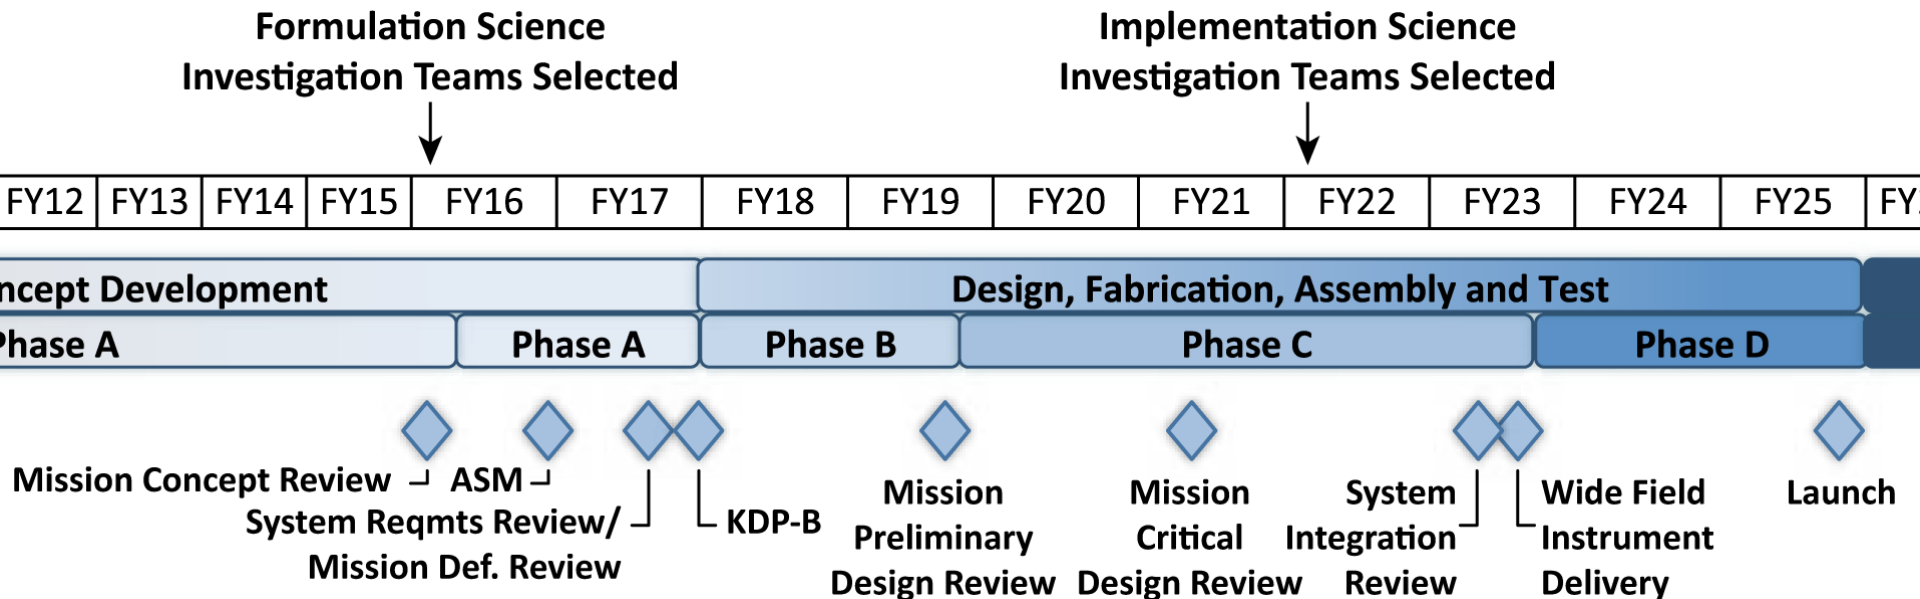 Formulation Science
Investigation Teams Selected
Implementation Science
Investigation Teams Selected
FY12 FY13 FY14 FY15 FY16 FY17 FY18 FY19 FY20 FY21 FY22 FY23 FY24 FY25
Development
Design, Fabrication, Assembly and Test
A
Phase A
Phase B
Phase C
Phase D
Mission Concept Review
ASM
System Reqmts Review/
Mission Def. Review
KDP-B
Mission
Preliminary
Design Review
Mission
Critical
Design Review
System
Integration
Review
Wide Field
Instrument
Delivery
Launch